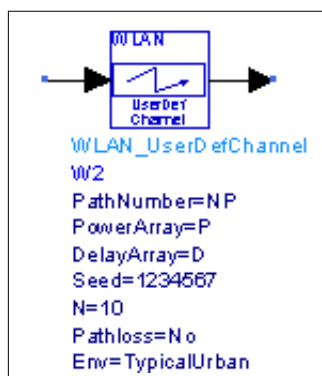 WLAN
UserDef
Channel
WLAN_UserDefChannel
W2
PathNumber=NP
PowerArray=P
DelayArray=D
Seed=1234567
N=10
Pathloss=No
Env=TypicalUrban